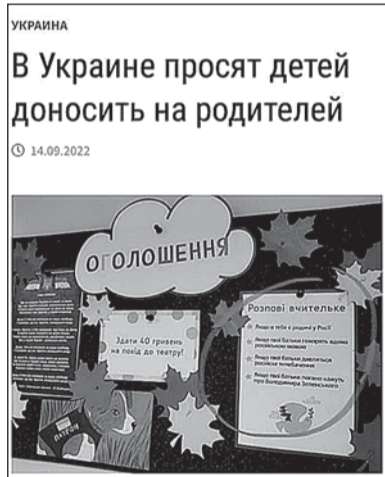 УКРАИНА
В Украине просят детей
доносить на родителей
14.09.2022
ОГОЛОШЕННЯ
Здати 40 гривень
на похід до театру!
ПАТРОН
Розпові вчительке
Якщо в тебе є родичі у Росії
Якщо твої батьки говорять вдома
російською мовою
Якщо твої батьки дивляться
російське телебачення
Якщо твої батьки погано кажуть
про Володимира Зеленського